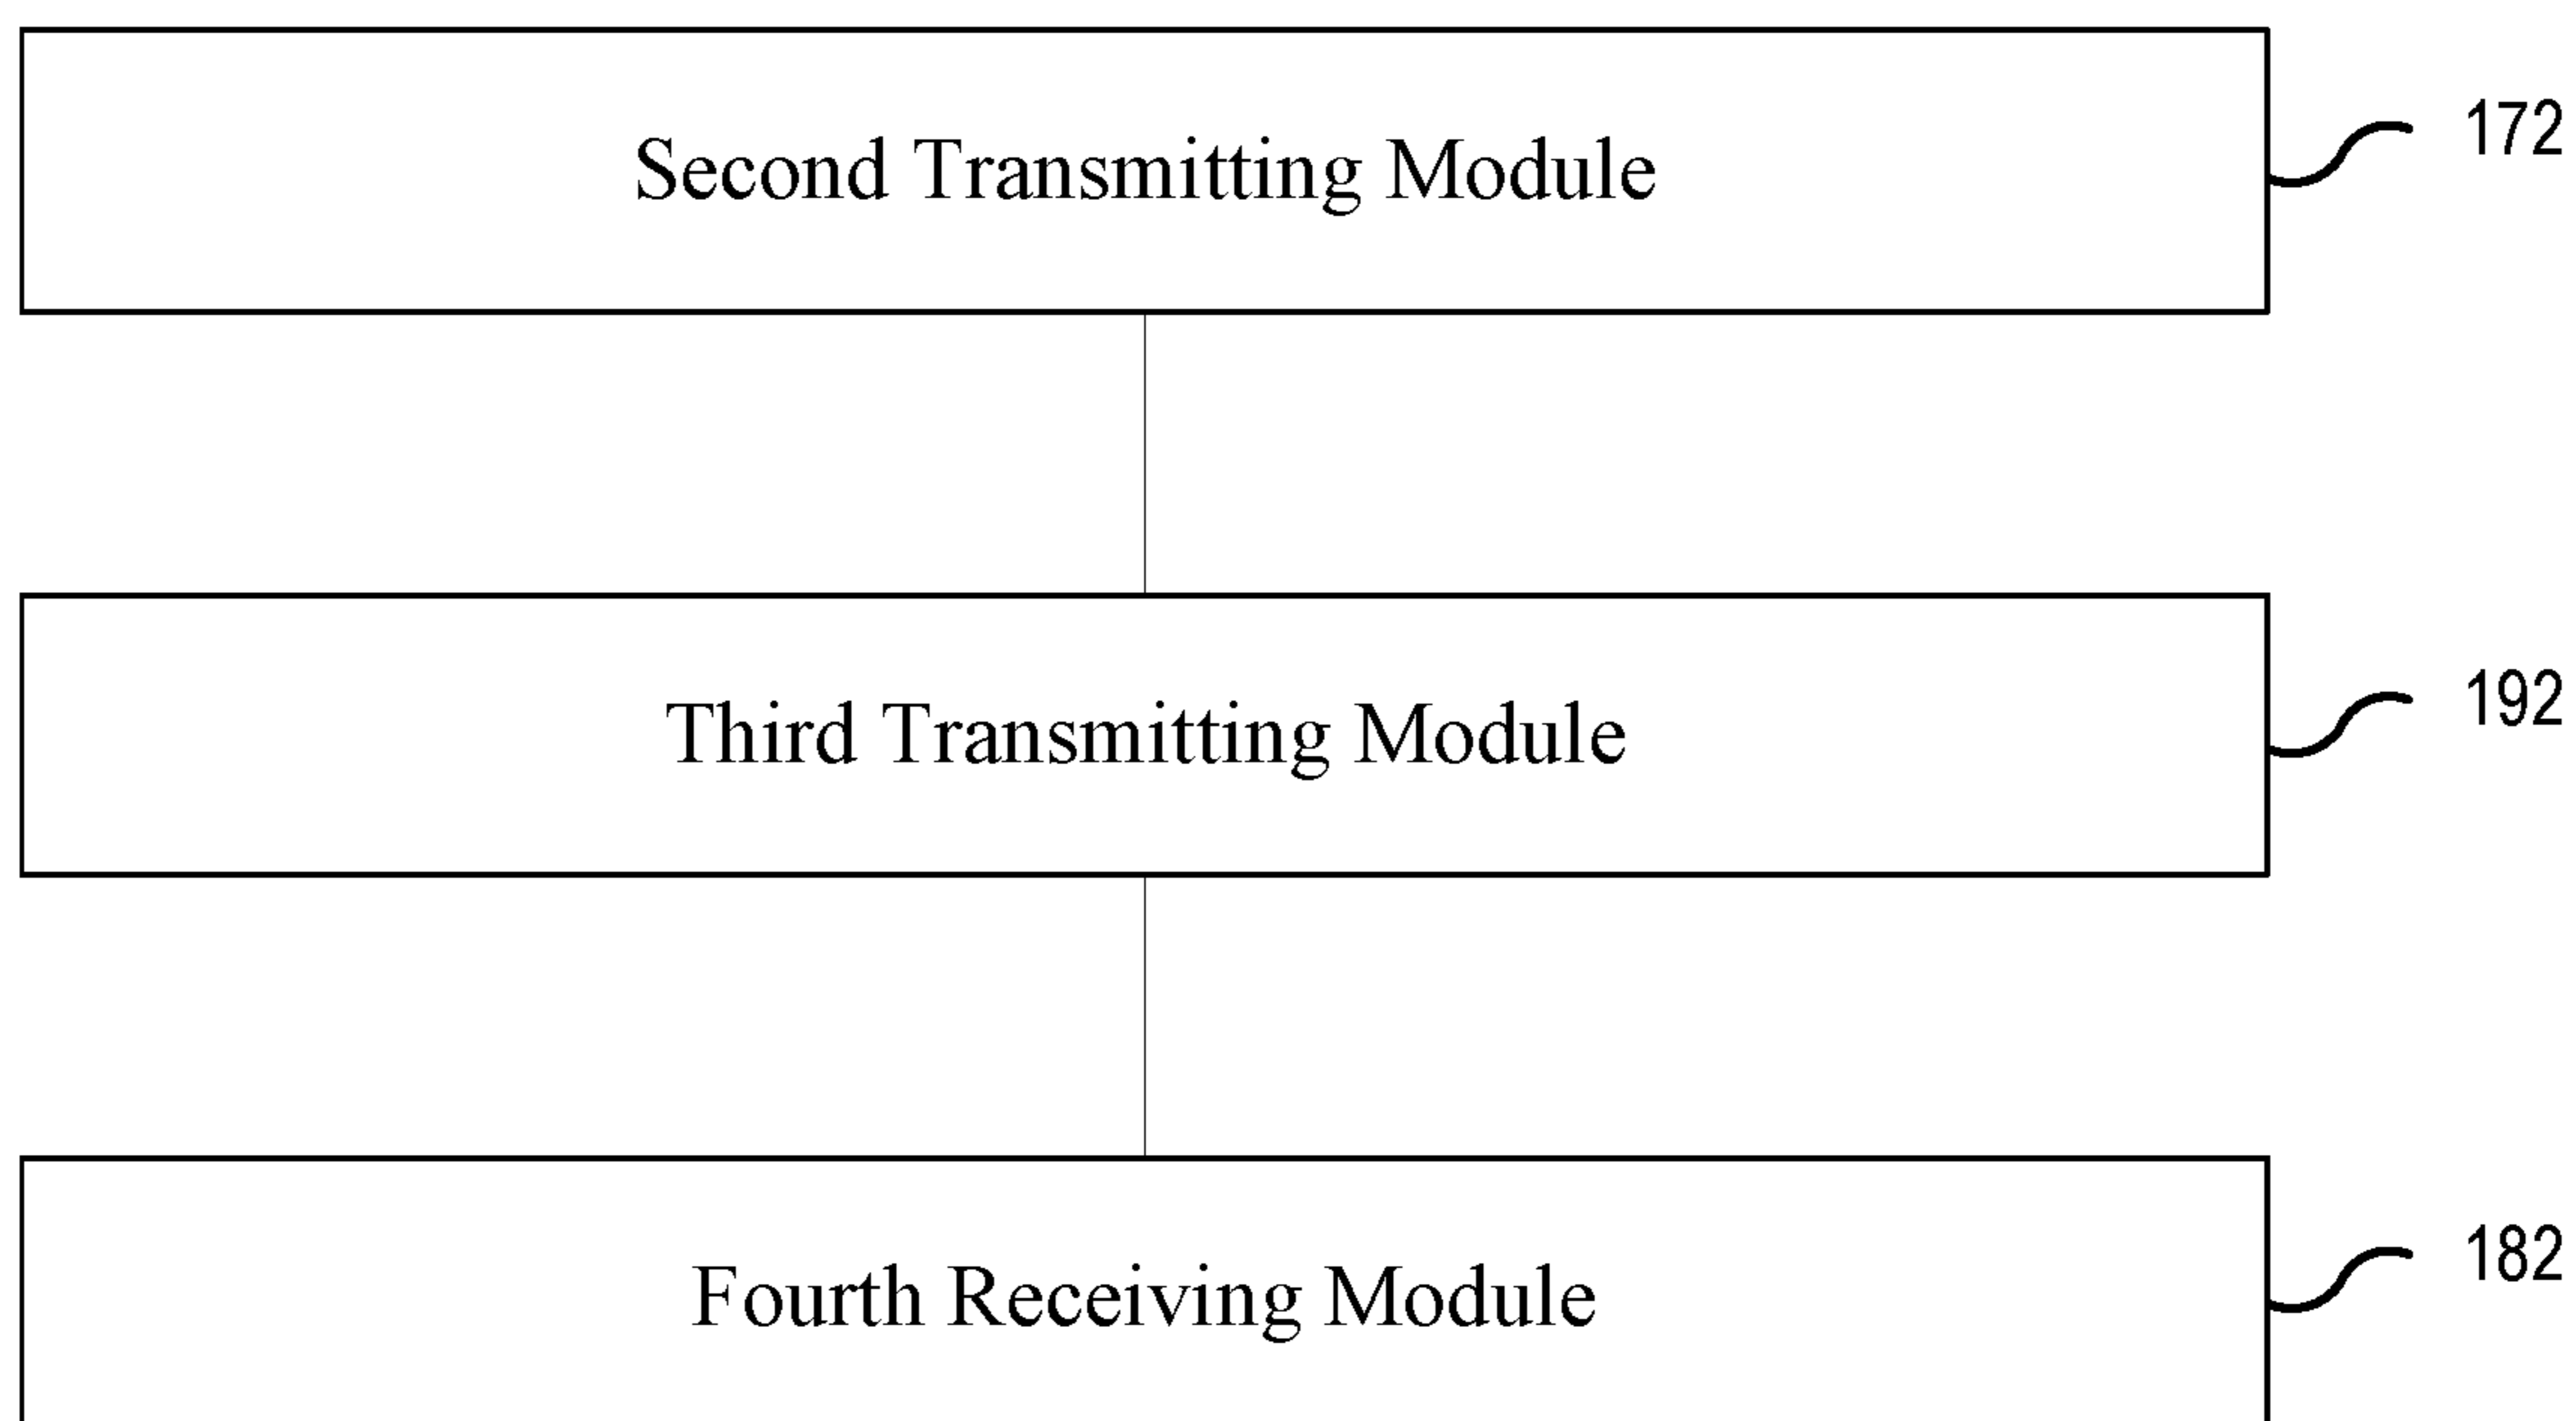 Second Transmitting Module
172
Third Transmitting Module
192
Fourth Receiving Module
182